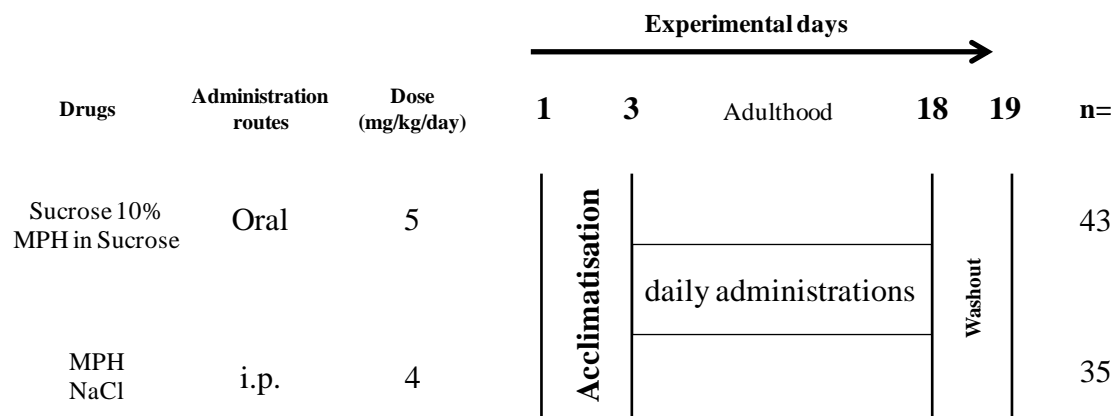 Experimental days
Drugs
Administration
routes
Dose
(mg/kg/day)
1
3
Adulthood
18
19
n=
Sucrose 10%
MPH in Sucrose
Oral
5
43
Acclimatisation
daily administrations
Washout
MPH
NaCl
i.p.
4
35